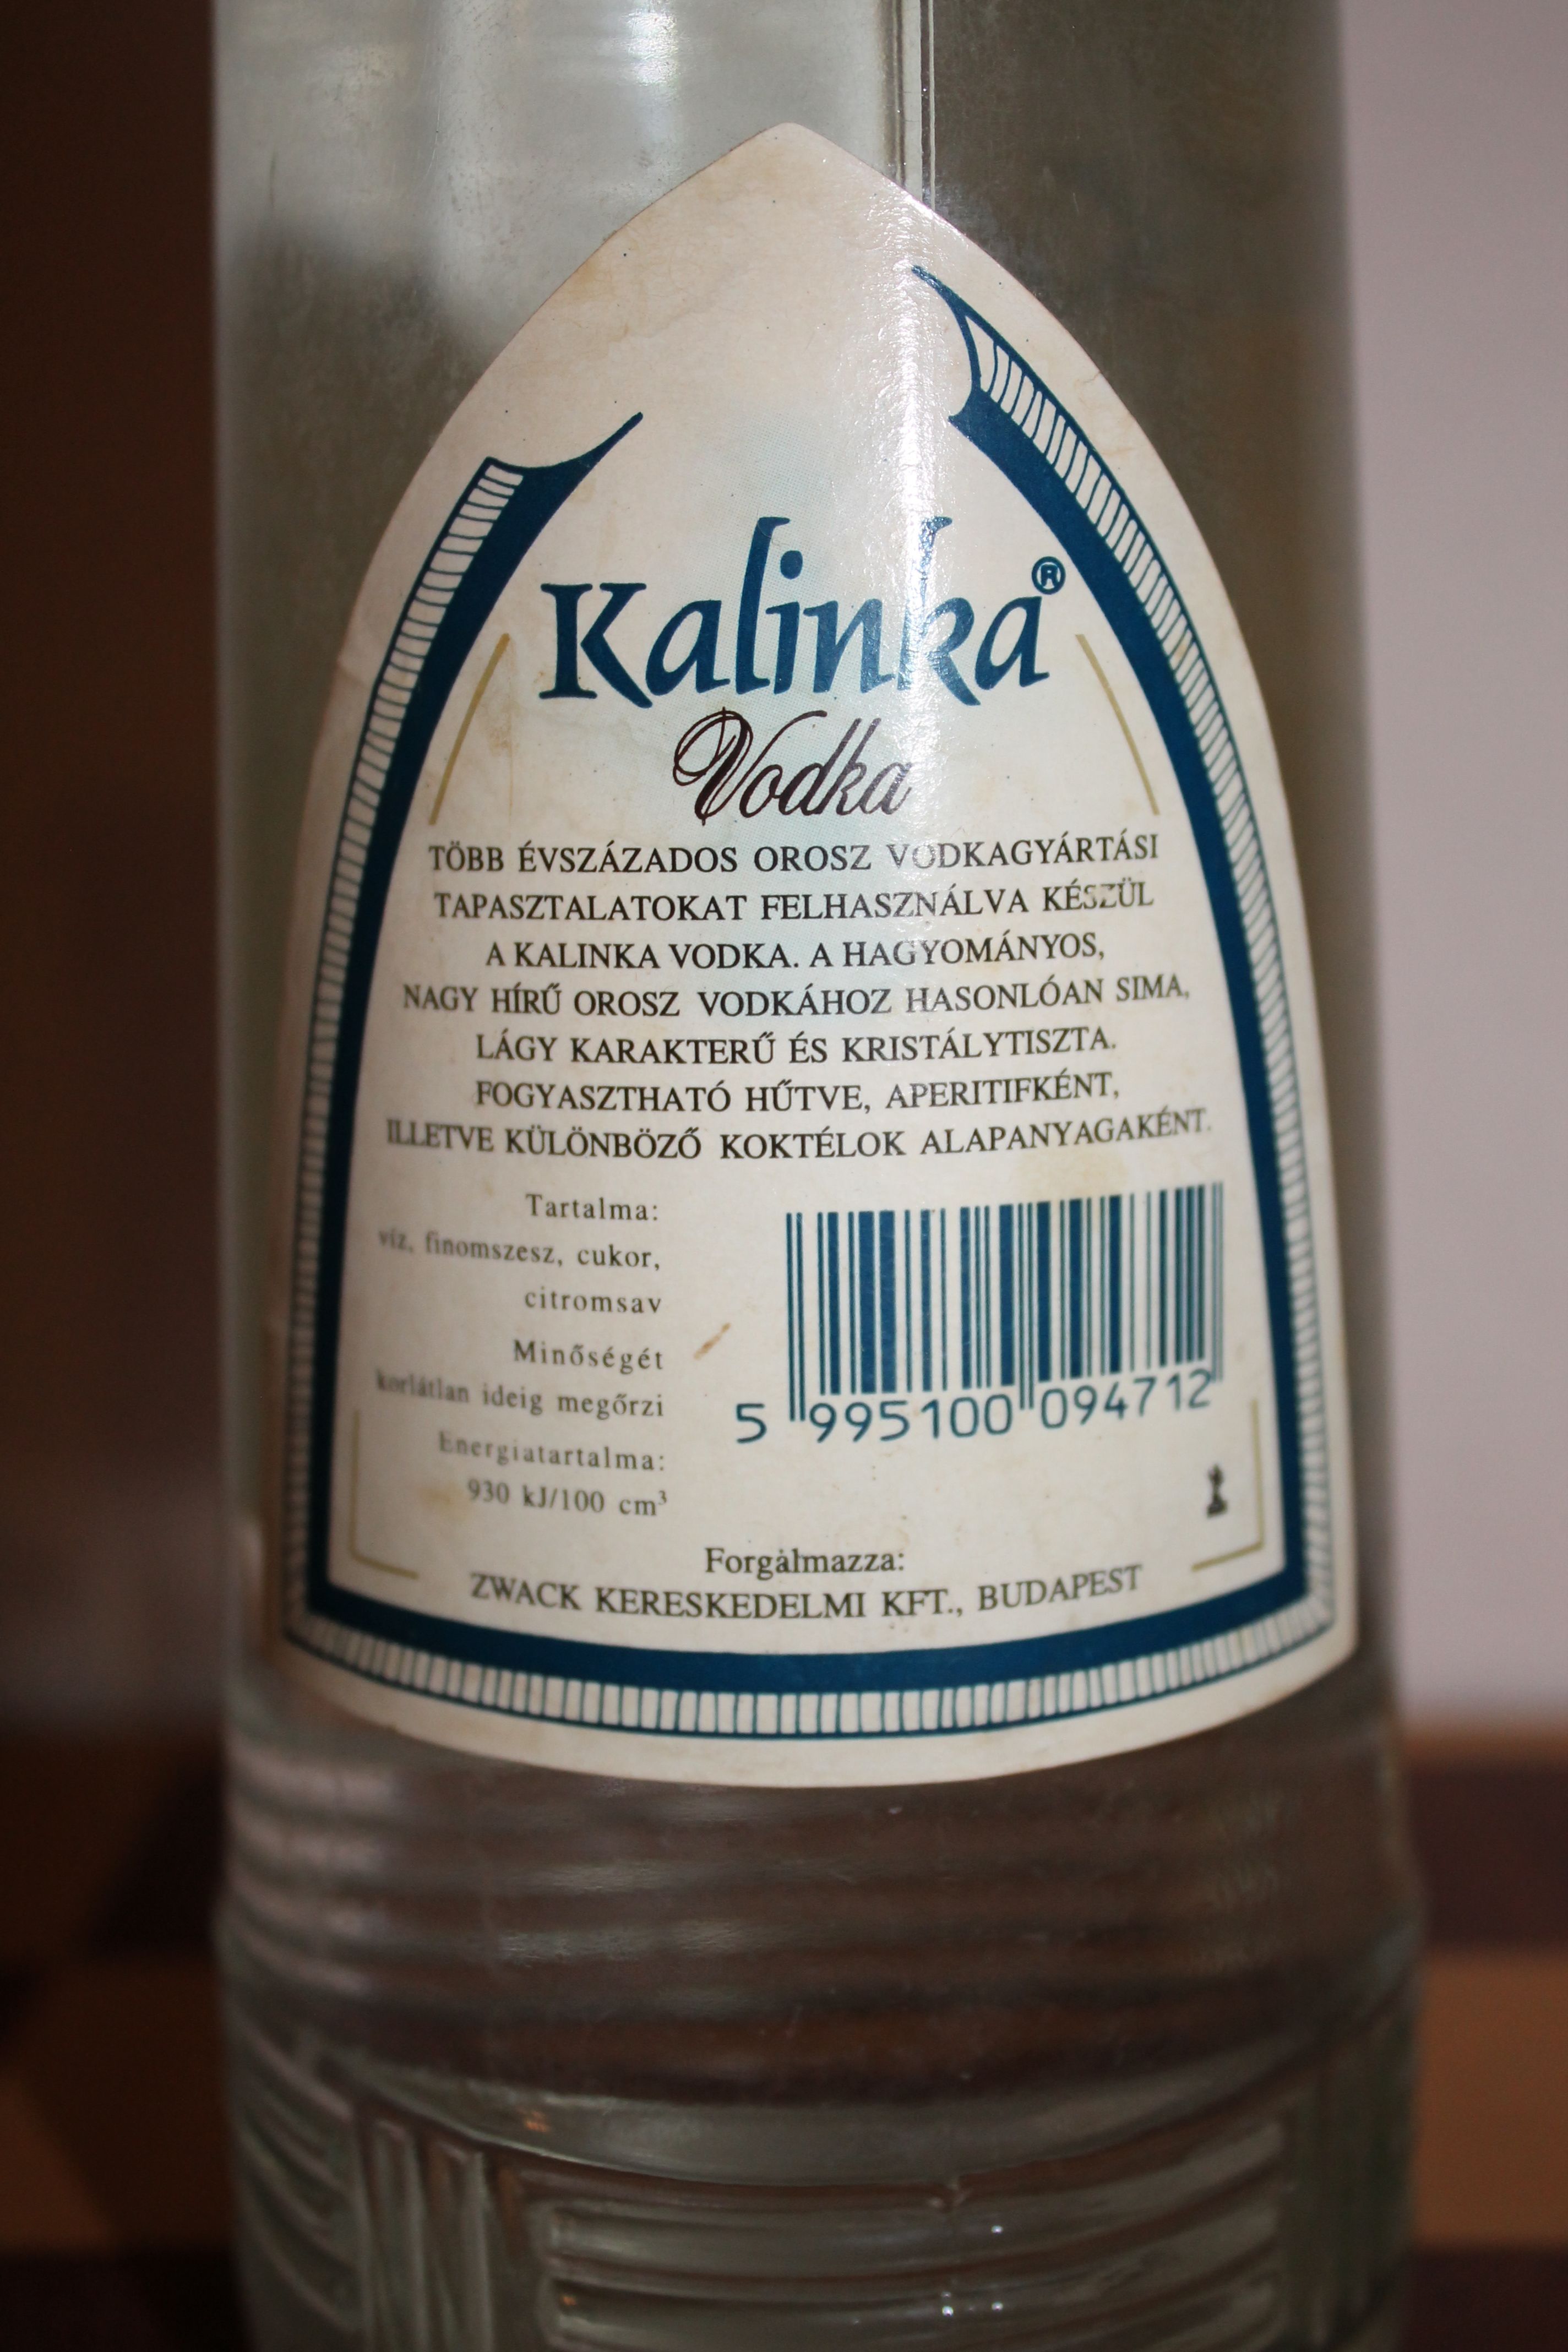 Kalinka®
Vodka
TÖBB ÉVSZÁZADOS OROSZ VODKAGYÁRTÁSI
TAPASZTALATOKAT FELHASZNÁLVA KÉSZÜL
A KALINKA VODKA. A HAGYOMÁNYOS,
NAGY HÍRŰ OROSZ VODKÁHOZ HASONLÓAN SIMA,
LÁGY KARAKTERŰ ÉS KRISTÁLYTISZTA.
FOGYASZTHATÓ HŰTVE, APERITIFKÉNT,
ILLETVE KÜLÖNBÖZŐ KOKTÉLOK ALAPANYAGAKÉNT.
Tartalma:
víz, finomszesz, cukor,
citromsav
Minőségét
korlátlan ideig megőrzi
Energiatartalma:
930 kJ/100 cm³
5 995100 094712
Forgalmazza:
ZWACK KERESKEDELMI KFT., BUDAPEST